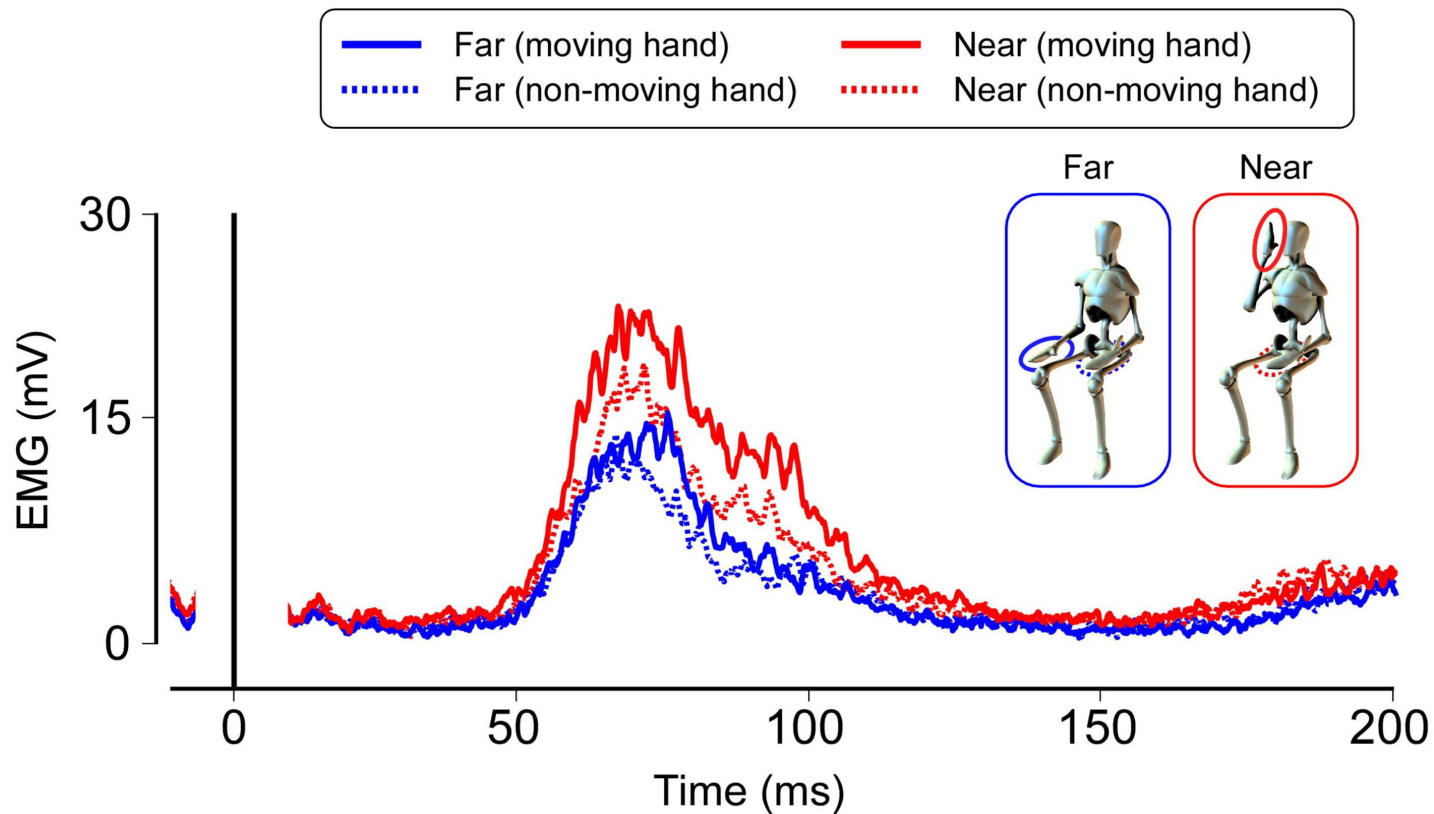 Far (moving hand)
Near (moving hand)
Far (non-moving hand)
Near (non-moving hand)
Far
Near
30
15
0
EMG (mV)
0
50
100
150
200
Time (ms)